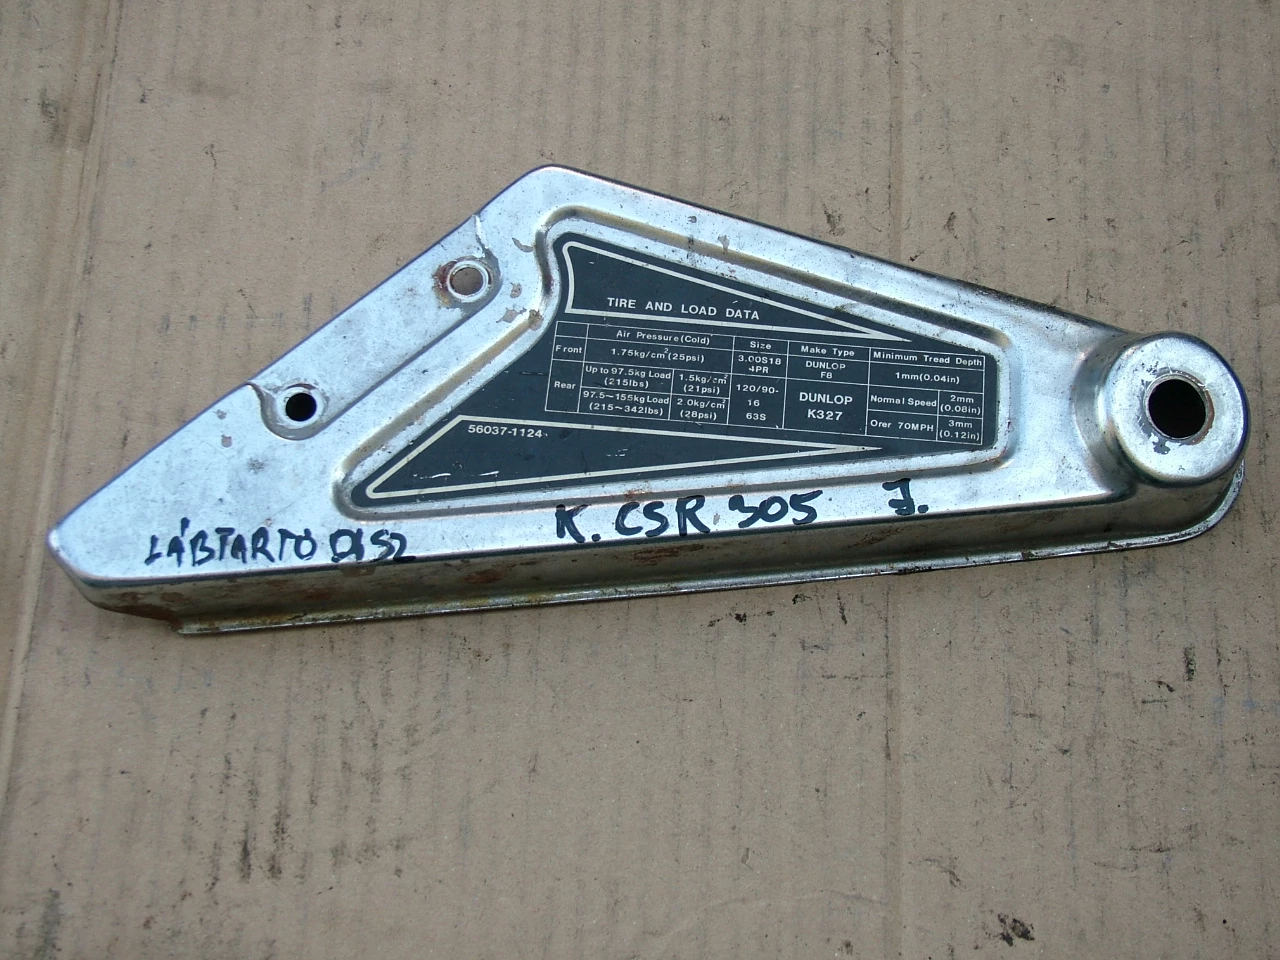 TIRE AND LOAD DATA
Air Pressure (Cold) Size Make Type Minimum Tread Depth
Front 1.75kg/cm² (25psi) 3.00S18 4PR DUNLOP F8 1mm(0.04in)
Rear Up to 97.5kg Load (215lbs) 1.5kg/cm² (21psi) 120/90-16 63S DUNLOP K327 Normal Speed 2mm (0.08in)
97.5~155kg Load (215~342lbs) 2.0kg/cm² (28psi) Orer 70MPH 3mm (0.12in)
56037-1124
K. CSR 305 J.
LÁBTARTO DISZ